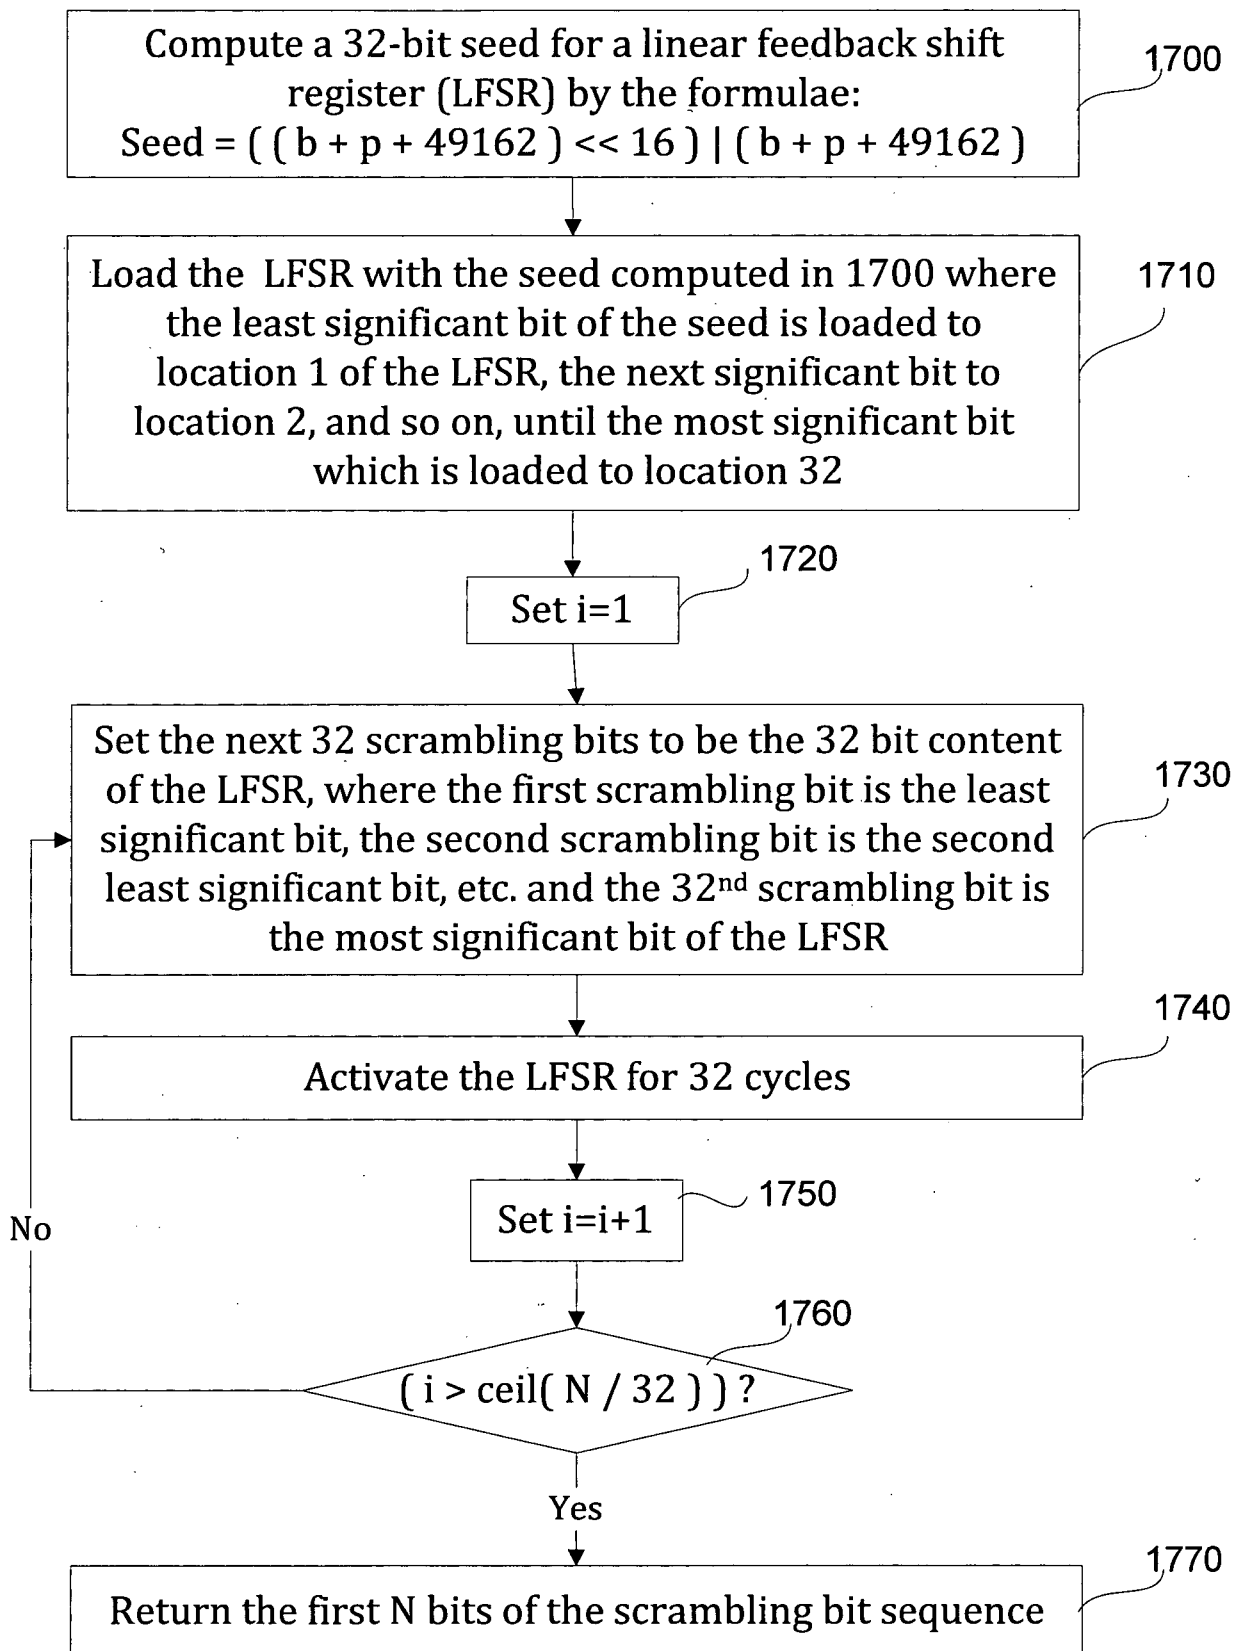 Compute a 32-bit seed for a linear feedback shift
register (LFSR) by the formulae:
Seed = ( ( b + p + 49162 ) << 16 ) | ( b + p + 49162 )
1700
Load the LFSR with the seed computed in 1700 where
the least significant bit of the seed is loaded to
location 1 of the LFSR, the next significant bit to
location 2, and so on, until the most significant bit
which is loaded to location 32
1710
Set i=1
1720
Set the next 32 scrambling bits to be the 32 bit content
of the LFSR, where the first scrambling bit is the least
significant bit, the second scrambling bit is the second
least significant bit, etc. and the 32nd scrambling bit is
the most significant bit of the LFSR
1730
Activate the LFSR for 32 cycles
1740
Set i=i+1
1750
No
( i > ceil( N / 32 ) ) ?
1760
Yes
Return the first N bits of the scrambling bit sequence
1770